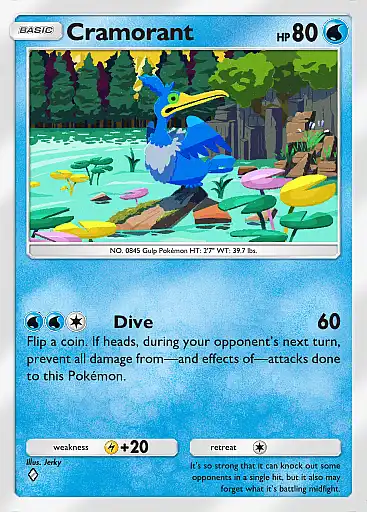 BASIC Cramorant HP 80
NO. 0845 Gulp Pokémon HT: 2'7" WT: 39.7 lbs.
Dive 60
Flip a coin. If heads, during your opponent's next turn,
prevent all damage from—and effects of—attacks done
to this Pokémon.
weakness +20 retreat
Illus. Jerky
It's so strong that it can knock out some
opponents in a single hit, but it also may
forget what it's battling midfight.